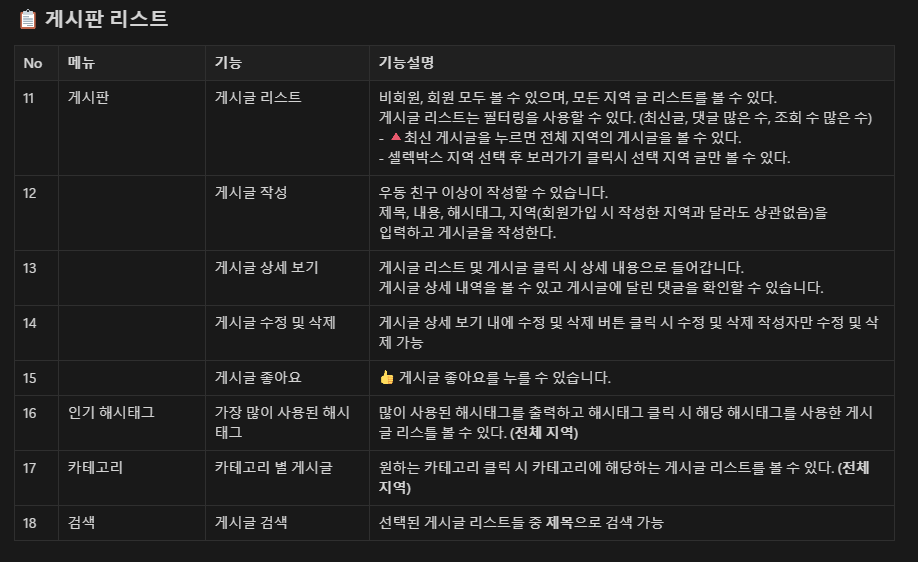 📋 게시판 리스트
No 메뉴 기능 기능설명
11 게시판 게시글 리스트 비회원, 회원 모두 볼 수 있으며, 모든 지역 글 리스트를 볼 수 있다.
게시글 리스트는 필터링을 사용할 수 있다. (최신글, 댓글 많은 수, 조회 수 많은 수)
- 🔺최신 게시글을 누르면 전체 지역의 게시글을 볼 수 있다.
- 셀렉박스 지역 선택 후 보러가기 클릭시 선택 지역 글만 볼 수 있다.
12 게시글 작성 우동 친구 이상이 작성할 수 있습니다.
제목, 내용, 해시태그, 지역(회원가입 시 작성한 지역과 달라도 상관없음)을
입력하고 게시글을 작성한다.
13 게시글 상세 보기 게시글 리스트 및 게시글 클릭 시 상세 내용으로 들어갑니다.
게시글 상세 내역을 볼 수 있고 게시글에 달린 댓글을 확인할 수 있습니다.
14 게시글 수정 및 삭제 게시글 상세 보기 내에 수정 및 삭제 버튼 클릭 시 수정 및 삭제 작성자만 수정 및 삭
제 가능
15 게시글 좋아요 👍 게시글 좋아요를 누를 수 있습니다.
16 인기 해시태그 가장 많이 사용된 해시
태그 많이 사용된 해시태그를 출력하고 해시태그 클릭 시 해당 해시태그를 사용한 게시
글 리스틀 볼 수 있다. (전체 지역)
17 카테고리 카테고리 별 게시글 원하는 카테고리 클릭 시 카테고리에 해당하는 게시글 리스트를 볼 수 있다. (전체
지역)
18 검색 게시글 검색 선택된 게시글 리스트들 중 제목으로 검색 가능